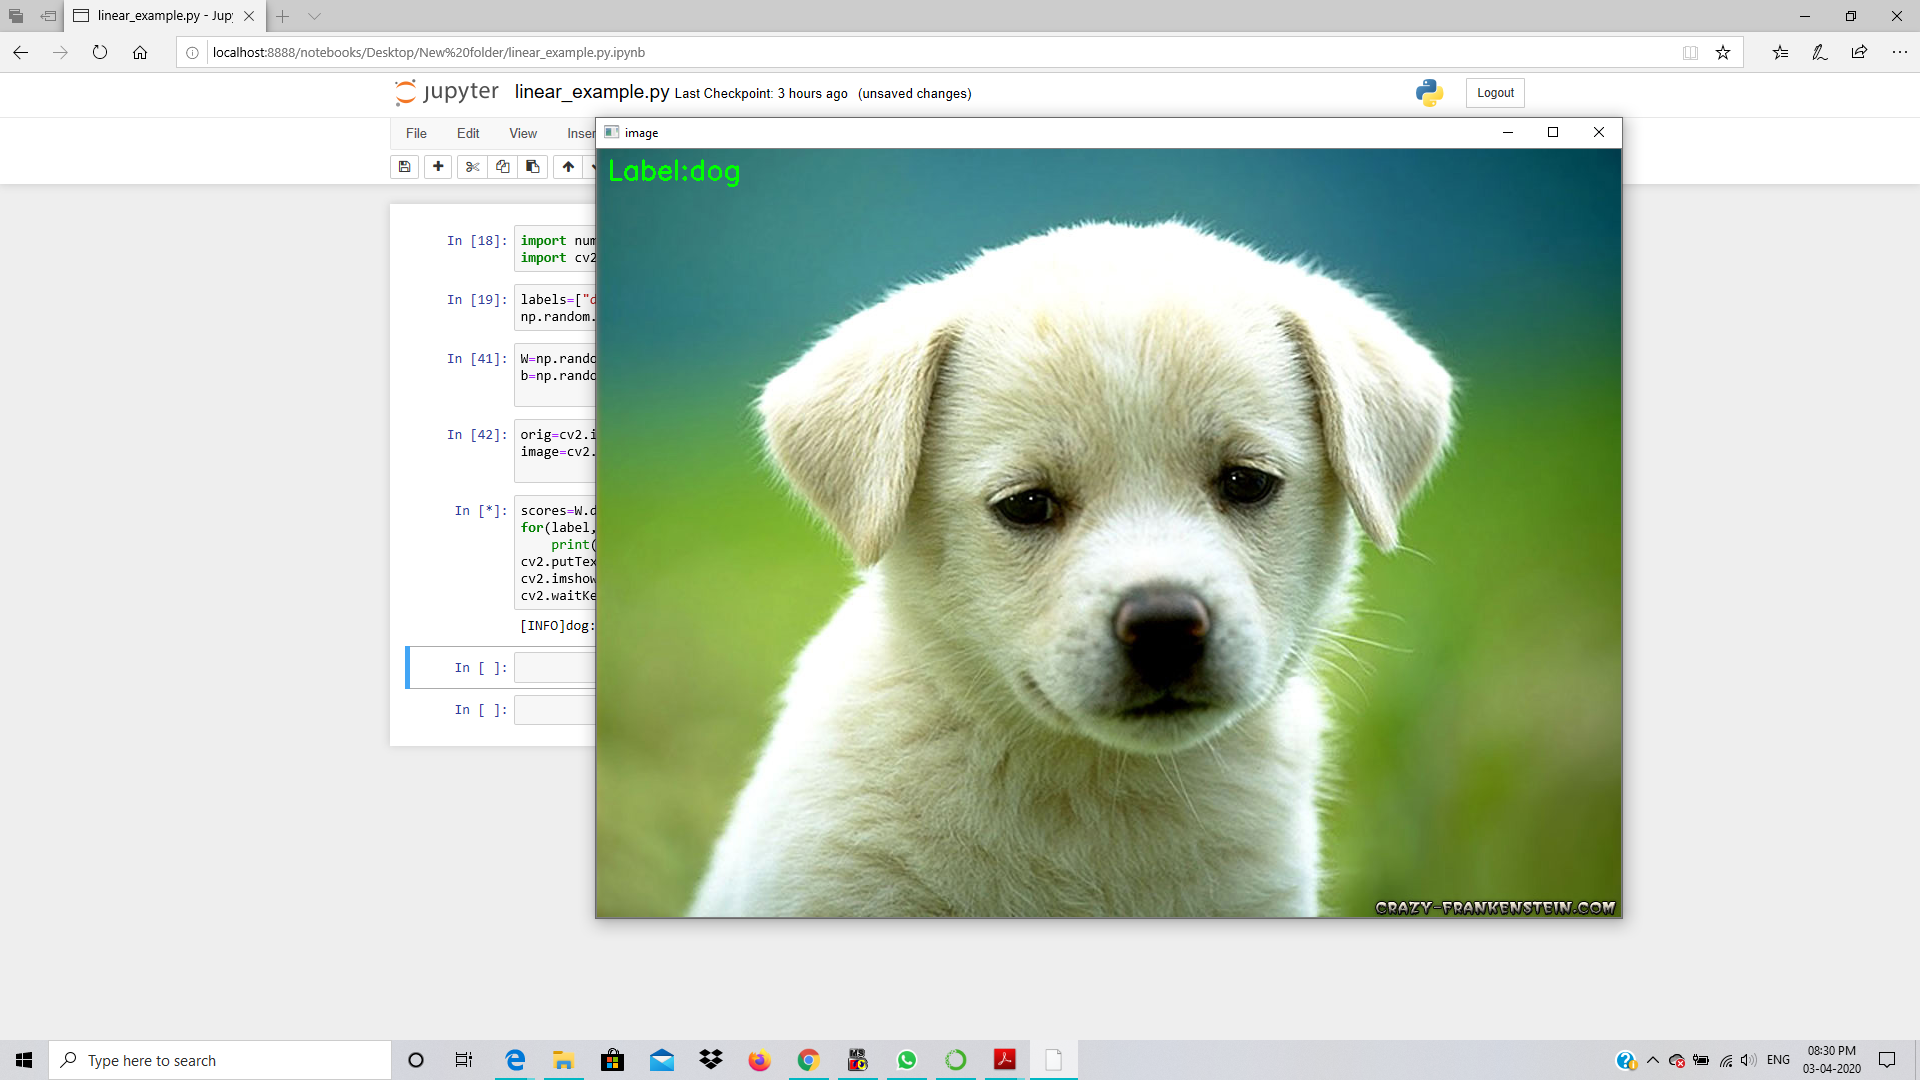 linear_example.py - Jup
localhost:8888/notebooks/Desktop/New%20folder/linear_example.py.ipynb
jupyter linear_example.py Last Checkpoint: 3 hours ago (unsaved changes)
Logout
File Edit View Inser
image
Label:dog
In [18]: import num
import cv2
In [19]: labels=["d
np.random.
In [41]: W=np.rando
b=np.rando
In [42]: orig=cv2.i
image=cv2.
In [*]: scores=W.d
for(label,
print(
cv2.putTex
cv2.imshow
cv2.waitKe
[INFO]dog:
In [ ]:
In [ ]:
CRAZY-FRANKENSTEIN.COM
Type here to search
ENG
08:30 PM
03-04-2020